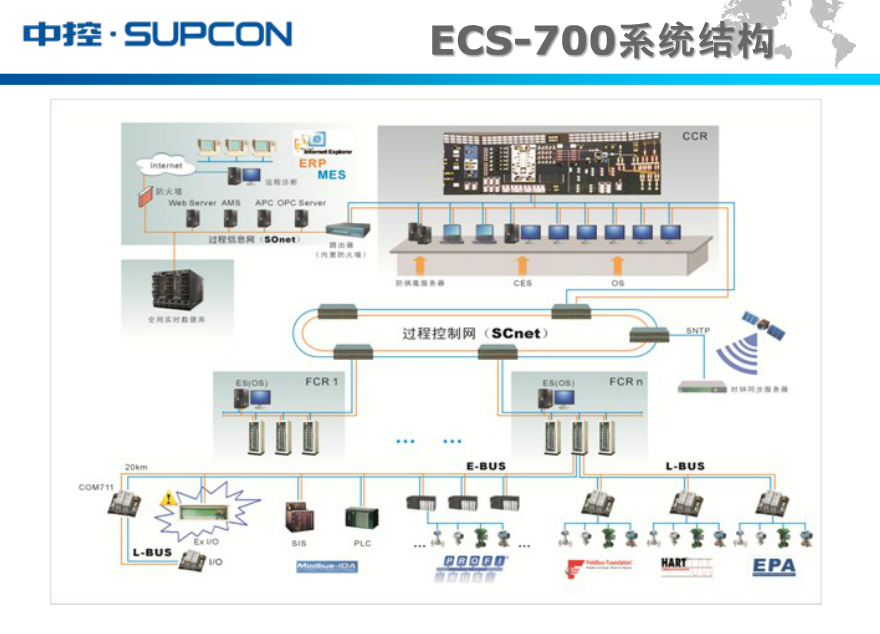 中控·SUPCON
ECS-700系统结构
Internet
Internet Explorer
ERP
MES
远程诊断
防火墙
Web Server AMS APC OPC Server
过程信息网（SOnet）
路由器
（内置防火墙）
全局实时数据库
CCR
防病毒服务器
CES
OS
过程控制网（SCnet）
SNTP
时钟同步服务器
ES(OS)
FCR 1
ES(OS)
FCR n
... ...
20km
E-BUS
L-BUS
COM711
Ex I/O
SIS
PLC
... ...
L-BUS
I/O
Modbus-IDA
PROFI
BUS
Fieldbus Foundation
HART
EPA